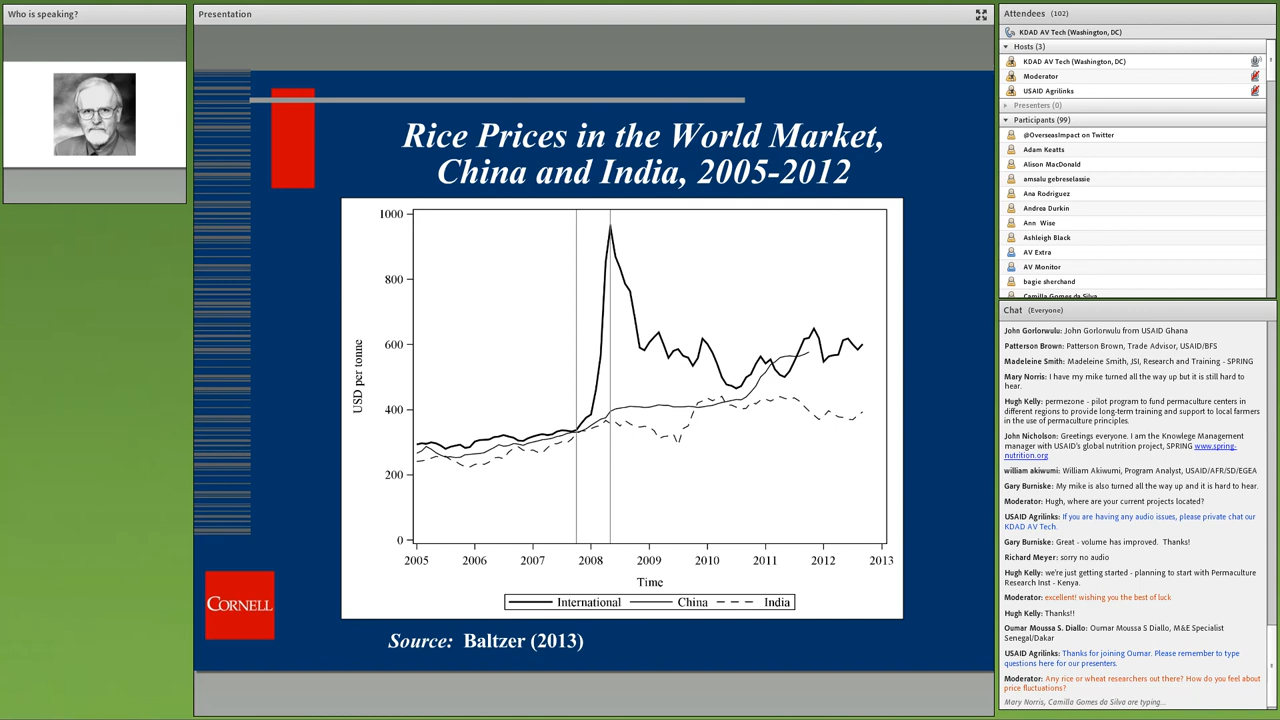 Who is speaking?
Presentation
Rice Prices in the World Market,
China and India, 2005-2012
1000
800
600
400
200
0
USD per tonne
2005 2006 2007 2008 2009 2010 2011 2012 2013
Time
International China India
CORNELL
Source: Baltzer (2013)
Attendees (102)
KDAD AV Tech (Washington, DC)
Hosts (3)
KDAD AV Tech (Washington, DC)
Moderator
USAID Agrilinks
Presenters (0)
Participants (99)
@OverseasImpact on Twitter
Adam Keatts
Alison MacDonald
amsalu gebreselassie
Ana Rodriguez
Andrea Durkin
Ann Wise
Ashleigh Black
AV Extra
AV Monitor
bagie sherchand
Camilla Gomes da Silva
Chat (Everyone)
John Gorlorwulu: John Gorlorwulu from USAID Ghana
Patterson Brown: Patterson Brown, Trade Advisor, USAID/BFS
Madeleine Smith: Madeleine Smith, JSI, Research and Training - SPRING
Mary Norris: I have my mike turned all the way up but it is still hard to
hear.
Hugh Kelly: permezone - pilot program to fund permaculture centers in
different regions to provide long-term training and support to local farmers
in the use of permaculture principles.
John Nicholson: Greetings everyone. I am the Knowlege Management
manager with USAID's global nutrition project, SPRING www.spring-
nutrition.org
william akiwumi: William Akiwumi, Program Analyst, USAID/AFR/SD/EGEA
Gary Burniske: My mike is also turned all the way up and it is hard to hear.
Moderator: Hugh, where are your current projects located?
USAID Agrilinks: If you are having any audio issues, please private chat our
KDAD AV Tech.
Gary Burniske: Great - volume has improved. Thanks!
Richard Meyer: sorry no audio
Hugh Kelly: we're just getting started - planning to start with Permaculture
Research Inst - Kenya.
Moderator: excellent! wishing you the best of luck
Hugh Kelly: Thanks!!
Oumar Moussa S. Diallo: Oumar Moussa S Diallo, M&E Specialist
Senegal/Dakar
USAID Agrilinks: Thanks for joining Oumar. Please remember to type
questions here for our presenters.
Moderator: Any rice or wheat researchers out there? How do you feel about
price fluctuations?
Mary Norris, Camilla Gomes da Silva are typing...